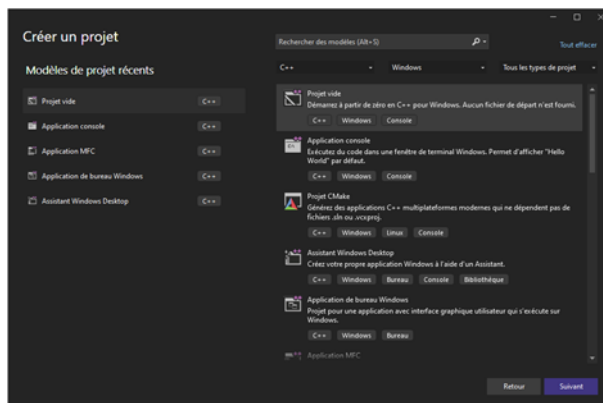 Créer un projet
Rechercher des modèles (Alt+S)
Tout effacer
Modèles de projet récents
C++
Windows
Tous les types de projet
Projet vide
C++
Application console
C++
Application MFC
C++
Application de bureau Windows
C++
Assistant Windows Desktop
C++
Projet vide
Démarrez à partir de zéro en C++ pour Windows. Aucun fichier de départ n'est fourni.
C++ Windows Console
Application console
Exécutez du code dans une fenêtre de terminal Windows. Permet d'afficher "Hello
World" par défaut.
C++ Windows Console
Projet CMake
Générez des applications C++ multiplateformes modernes qui ne dépendent pas de
fichiers .sln ou .vcxproj.
C++ Windows Linux Console
Assistant Windows Desktop
Créez votre propre application Windows à l'aide d'un Assistant.
C++ Windows Bureau Console Bibliothèque
Application de bureau Windows
Projet pour une application avec interface graphique utilisateur qui s'exécute sur
Windows.
C++ Windows Bureau
Application MFC
Retour
Suivant